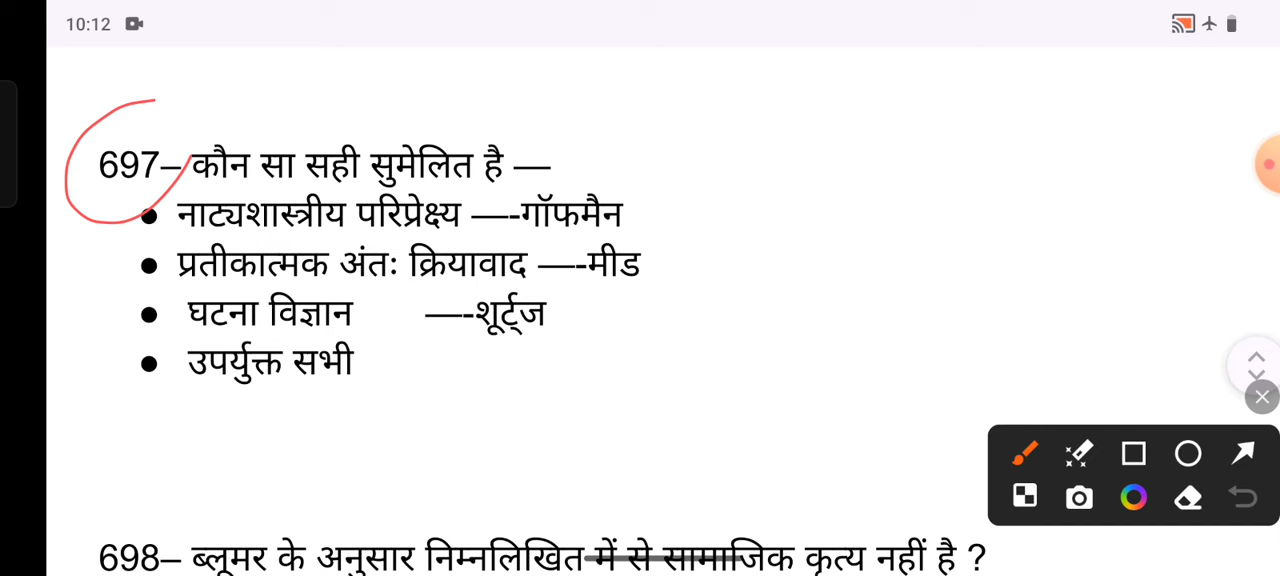 10:12
697– कौन सा सही सुमेलित है —
● नाट्यशास्त्रीय परिप्रेक्ष्य —-गॉफमैन
● प्रतीकात्मक अंतः क्रियावाद —-मीड
● घटना विज्ञान —-शूर्ट्ज
● उपर्युक्त सभी
698– ब्लूमर के अनुसार निम्नलिखित में से सामाजिक कृत्य नहीं है ?